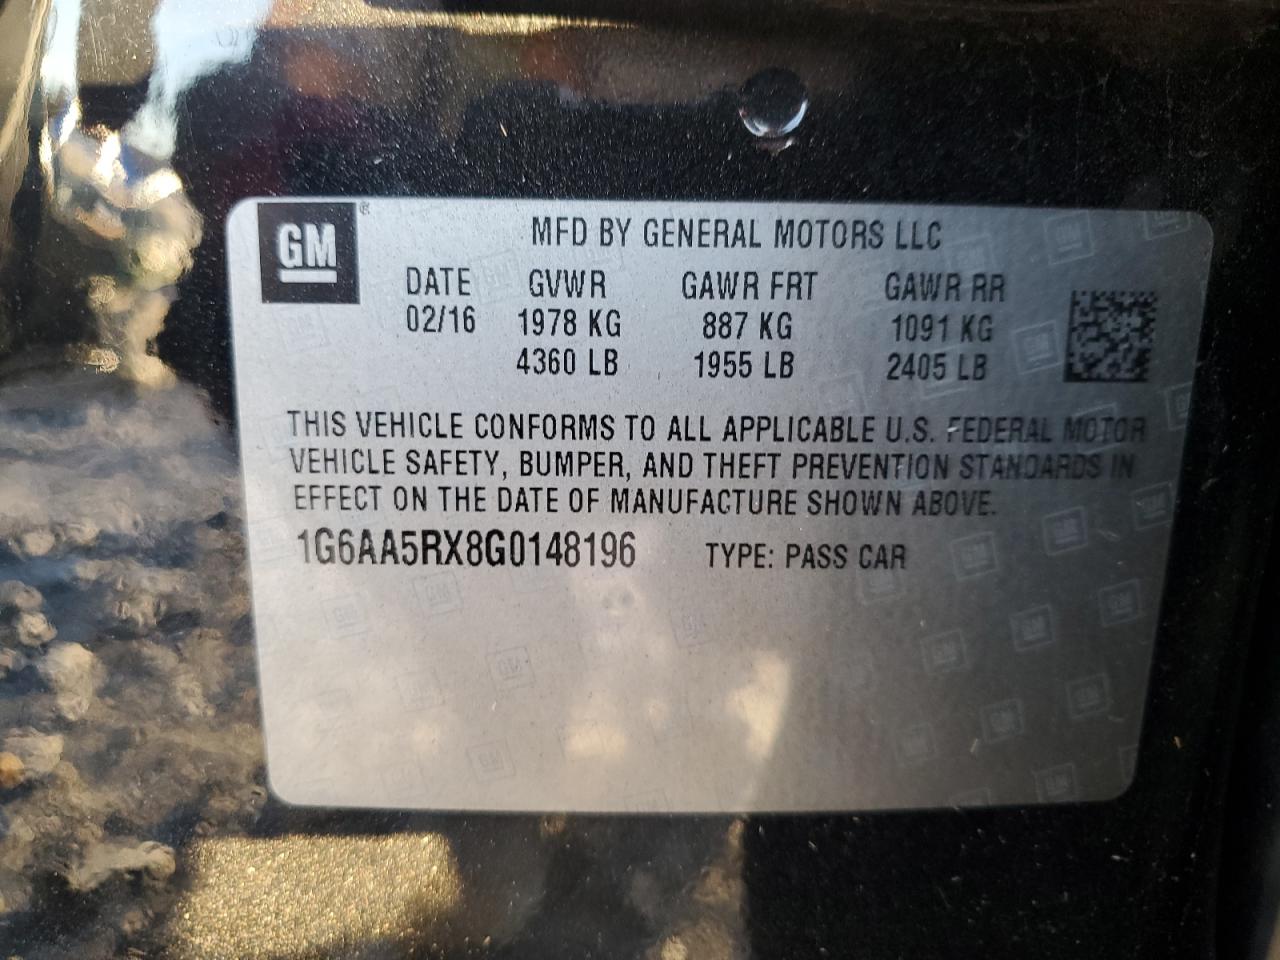 GM ®
MFD BY GENERAL MOTORS LLC
DATE GVWR GAWR FRT GAWR RR
02/16 1978 KG 887 KG 1091 KG
4360 LB 1955 LB 2405 LB
THIS VEHICLE CONFORMS TO ALL APPLICABLE U.S. FEDERAL MOTOR
VEHICLE SAFETY, BUMPER, AND THEFT PREVENTION STANDARDS IN
EFFECT ON THE DATE OF MANUFACTURE SHOWN ABOVE.
1G6AA5RX8G0148196 TYPE: PASS CAR